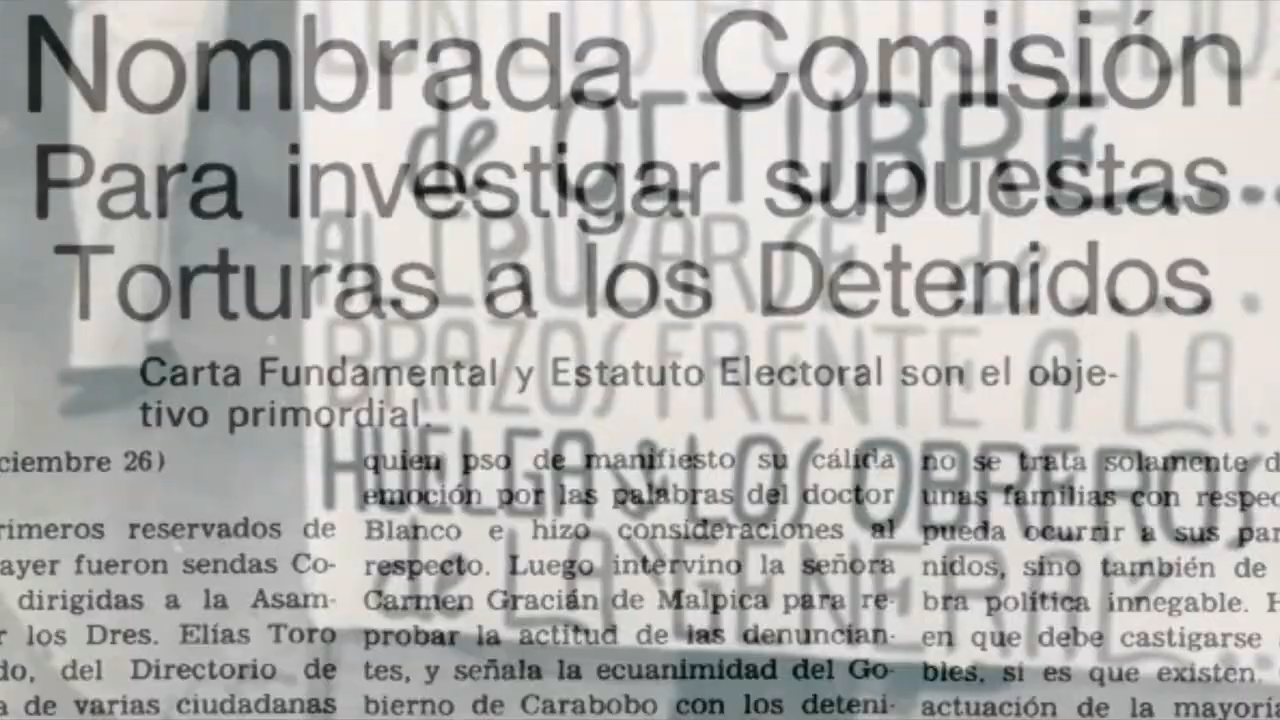 Nombrada Comisión
Para investigar supuestas
Torturas a los Detenidos
Carta Fundamental y Estatuto Electoral son el obje-
tivo primordial.
ciembre 26)
rimeros reservados de
ayer fueron sendas Co-
dirigidas a la Asam-
r los Dres. Elías Toro
do, del Directorio de
a de varias ciudadanas
quien pso de manifiesto su cálida
emoción por las palabras del doctor
Blanco e hizo consideraciones al
respecto. Luego intervino la señora
Carmen Gracián de Malpica para re-
probar la actitud de las denuncian-
tes, y señala la ecuanimidad del Go-
bierno de Carabobo con los deteni-
no se trata solamente d
unas familias con respec
pueda ocurrir a sus par
nidos, sino también de
bra política innegable. H
en que debe castigarse
bles, si es que existen.
actuación de la mayoría
de OCTUBRE
AL CRUZARSE de
BRAZOS FRENTE A LA
HUELGA y LOS OBREROS
de LA GENERAL